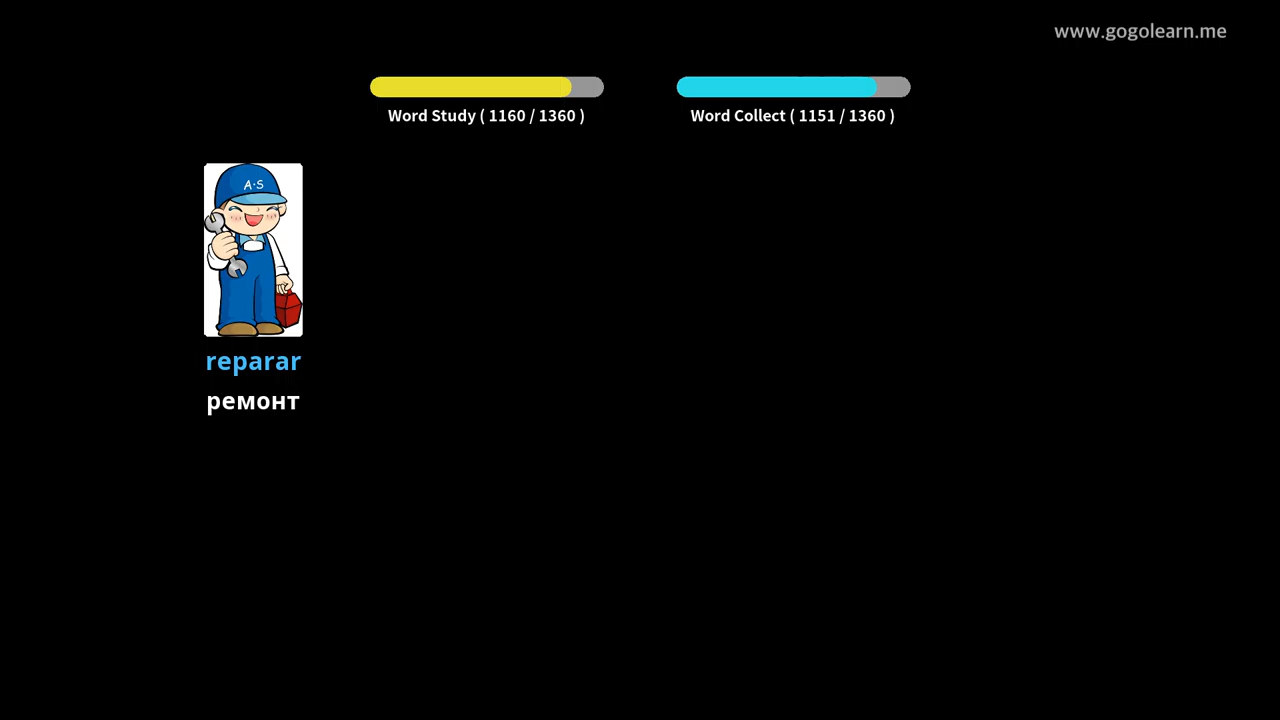 www.gogolearn.me
Word Study ( 1160 / 1360 )
Word Collect ( 1151 / 1360 )
A·S
reparar
ремонт